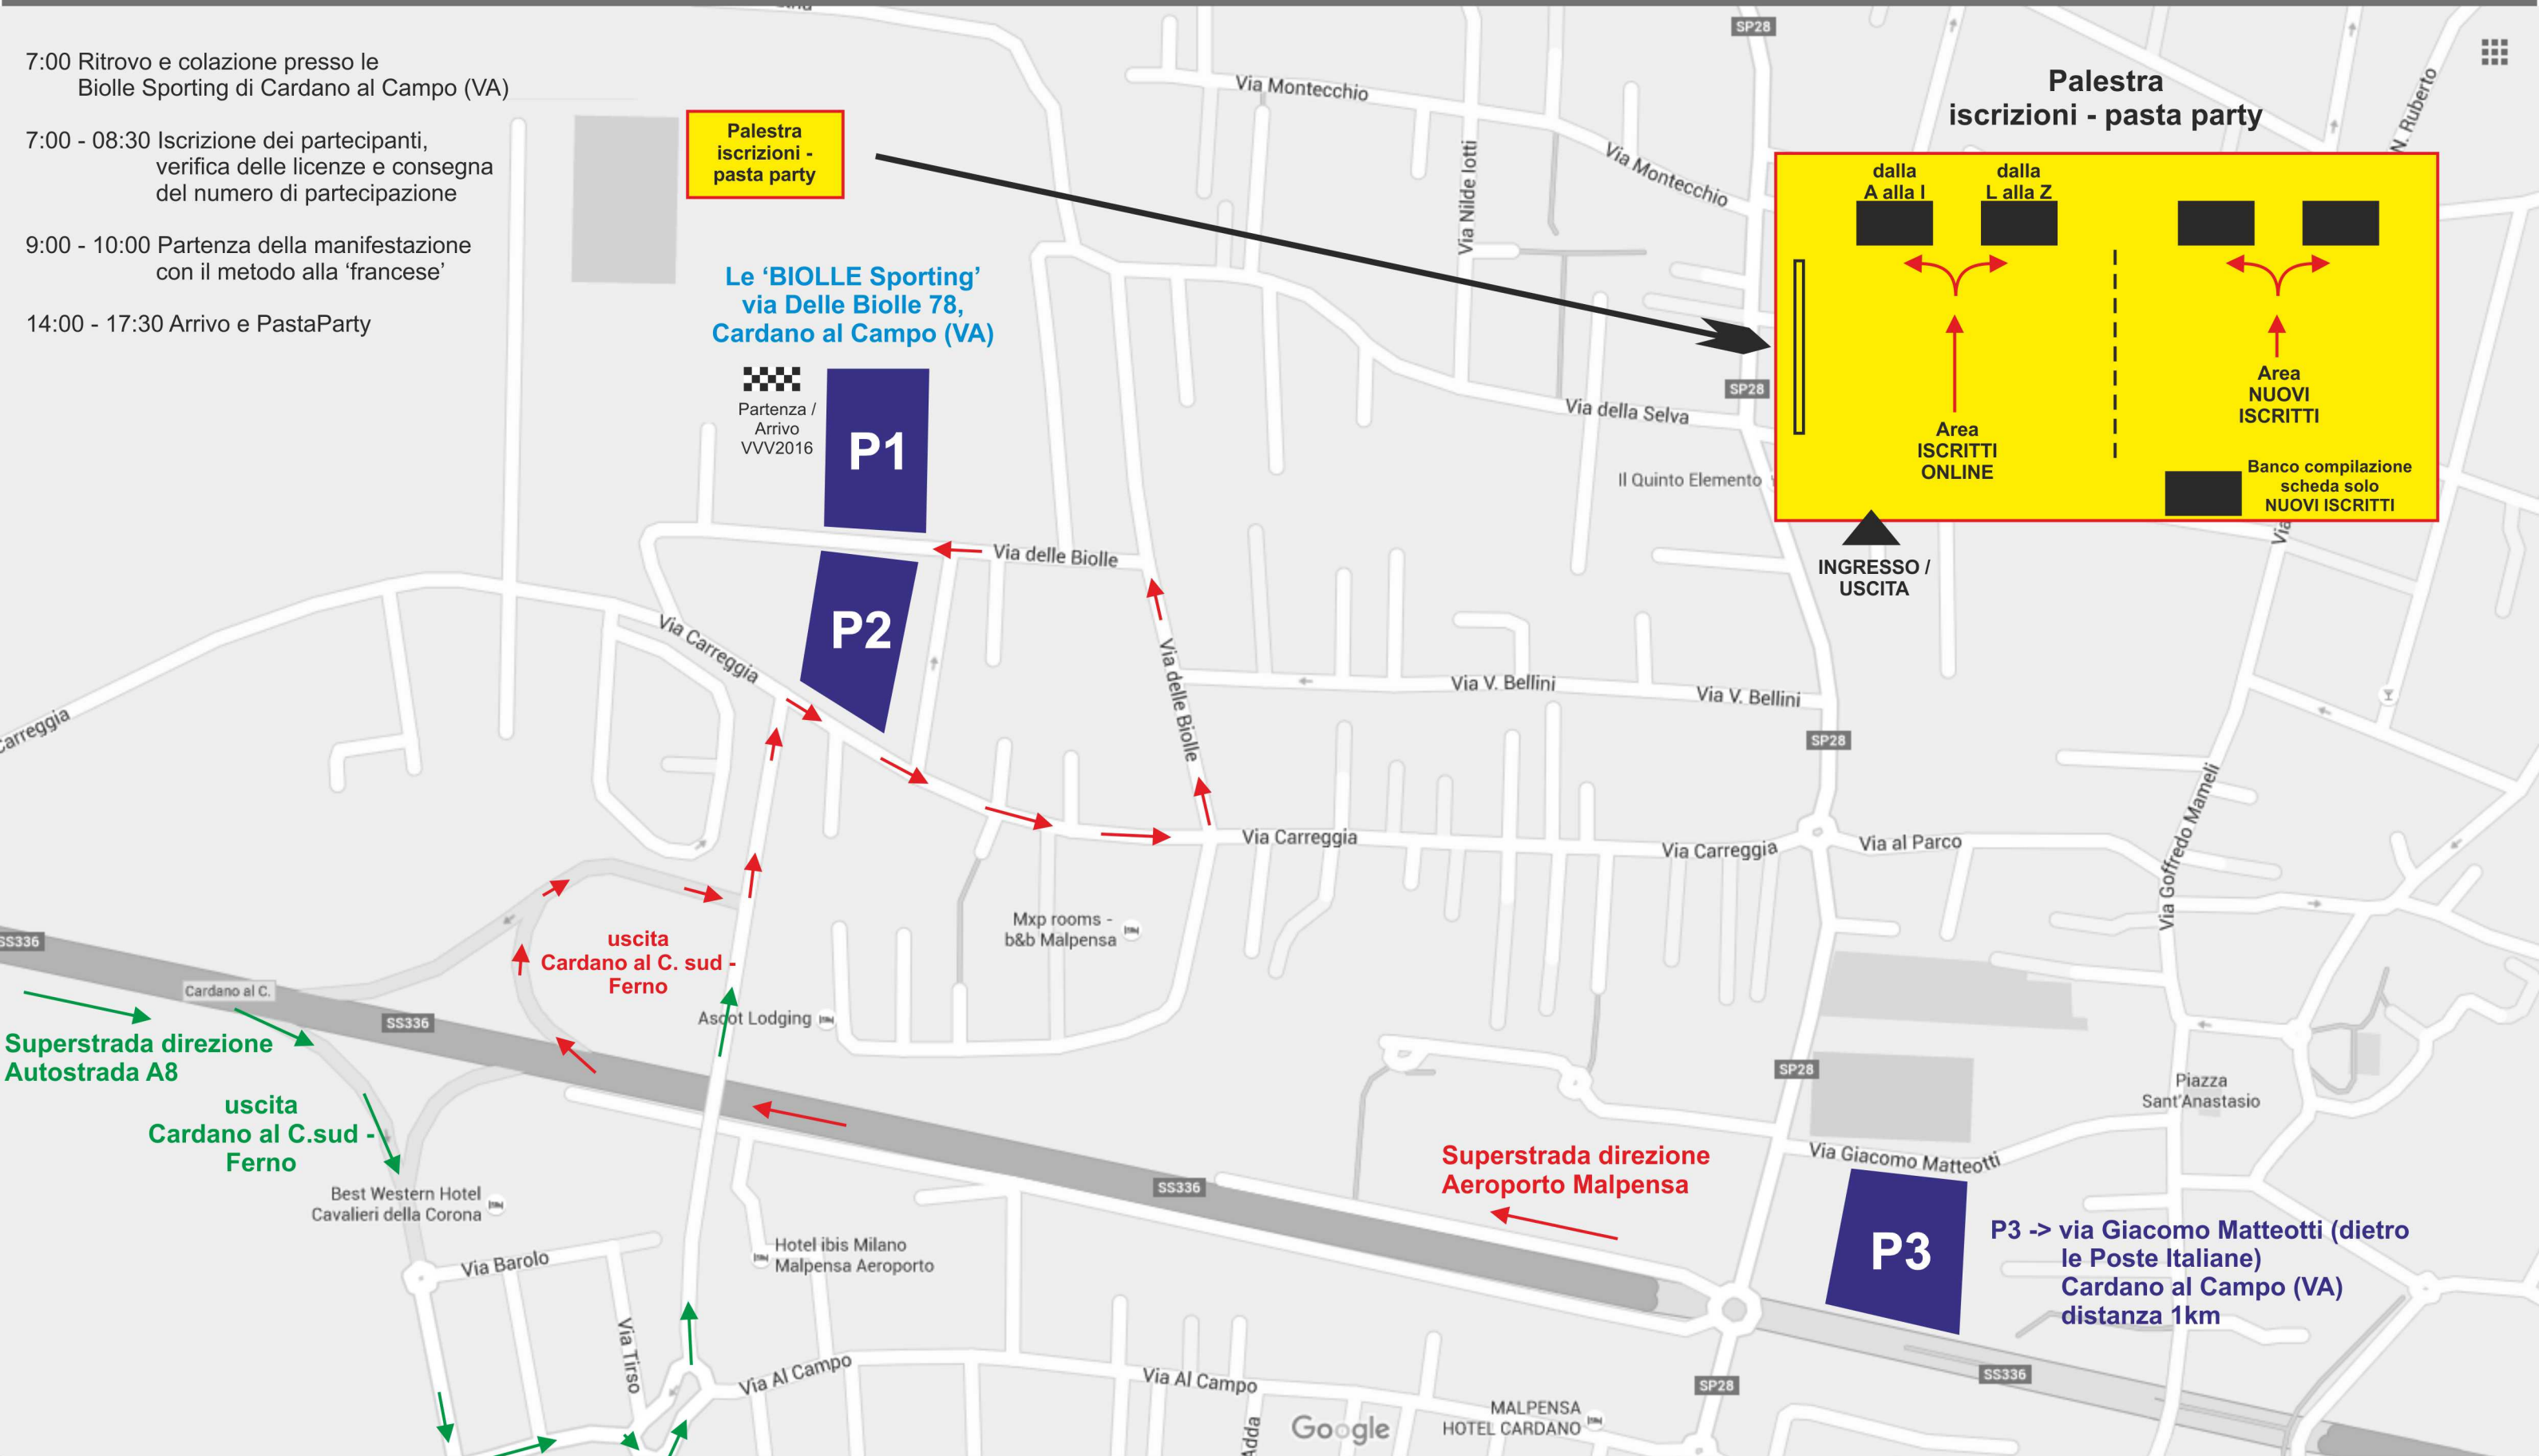 7:00 Ritrovo e colazione presso le
Biolle Sporting di Cardano al Campo (VA)
7:00 - 08:30 Iscrizione dei partecipanti,
verifica delle licenze e consegna
del numero di partecipazione
9:00 - 10:00 Partenza della manifestazione
con il metodo alla ‘francese’
14:00 - 17:30 Arrivo e PastaParty
Palestra
iscrizioni -
pasta party
Le ‘BIOLLE Sporting’
via Delle Biolle 78,
Cardano al Campo (VA)
Partenza /
Arrivo
VVV2016
P1
P2
SP28
Via Montecchio
Via Montecchio
Via Nilde Iotti
N. Ruberto
Palestra
iscrizioni - pasta party
dalla
A alla I
dalla
L alla Z
Area
ISCRITTI
ONLINE
Area
NUOVI
ISCRITTI
Banco compilazione
scheda solo
NUOVI ISCRITTI
INGRESSO /
USCITA
SP28
Via della Selva
Il Quinto Elemento
Via
Via delle Biolle
Via Carreggia
Via delle Biolle
Via V. Bellini
Via V. Bellini
SP28
Carreggia
Via Carreggia
Via Carreggia
Via al Parco
Via Goffredo Mameli
Mxp rooms -
b&b Malpensa
SS336
Cardano al C.
SS336
uscita
Cardano al C. sud -
Ferno
Ascot Lodging
Superstrada direzione
Autostrada A8
uscita
Cardano al C.sud -
Ferno
Best Western Hotel
Cavalieri della Corona
Via Barolo
Via Tirso
Hotel ibis Milano
Malpensa Aeroporto
SS336
Superstrada direzione
Aeroporto Malpensa
SP28
Piazza
Sant'Anastasio
Via Giacomo Matteotti
P3
P3 -> via Giacomo Matteotti (dietro
le Poste Italiane)
Cardano al Campo (VA)
distanza 1km
SS336
Via Al Campo
Via Al Campo
Adda
Google
MALPENSA
HOTEL CARDANO
SP28